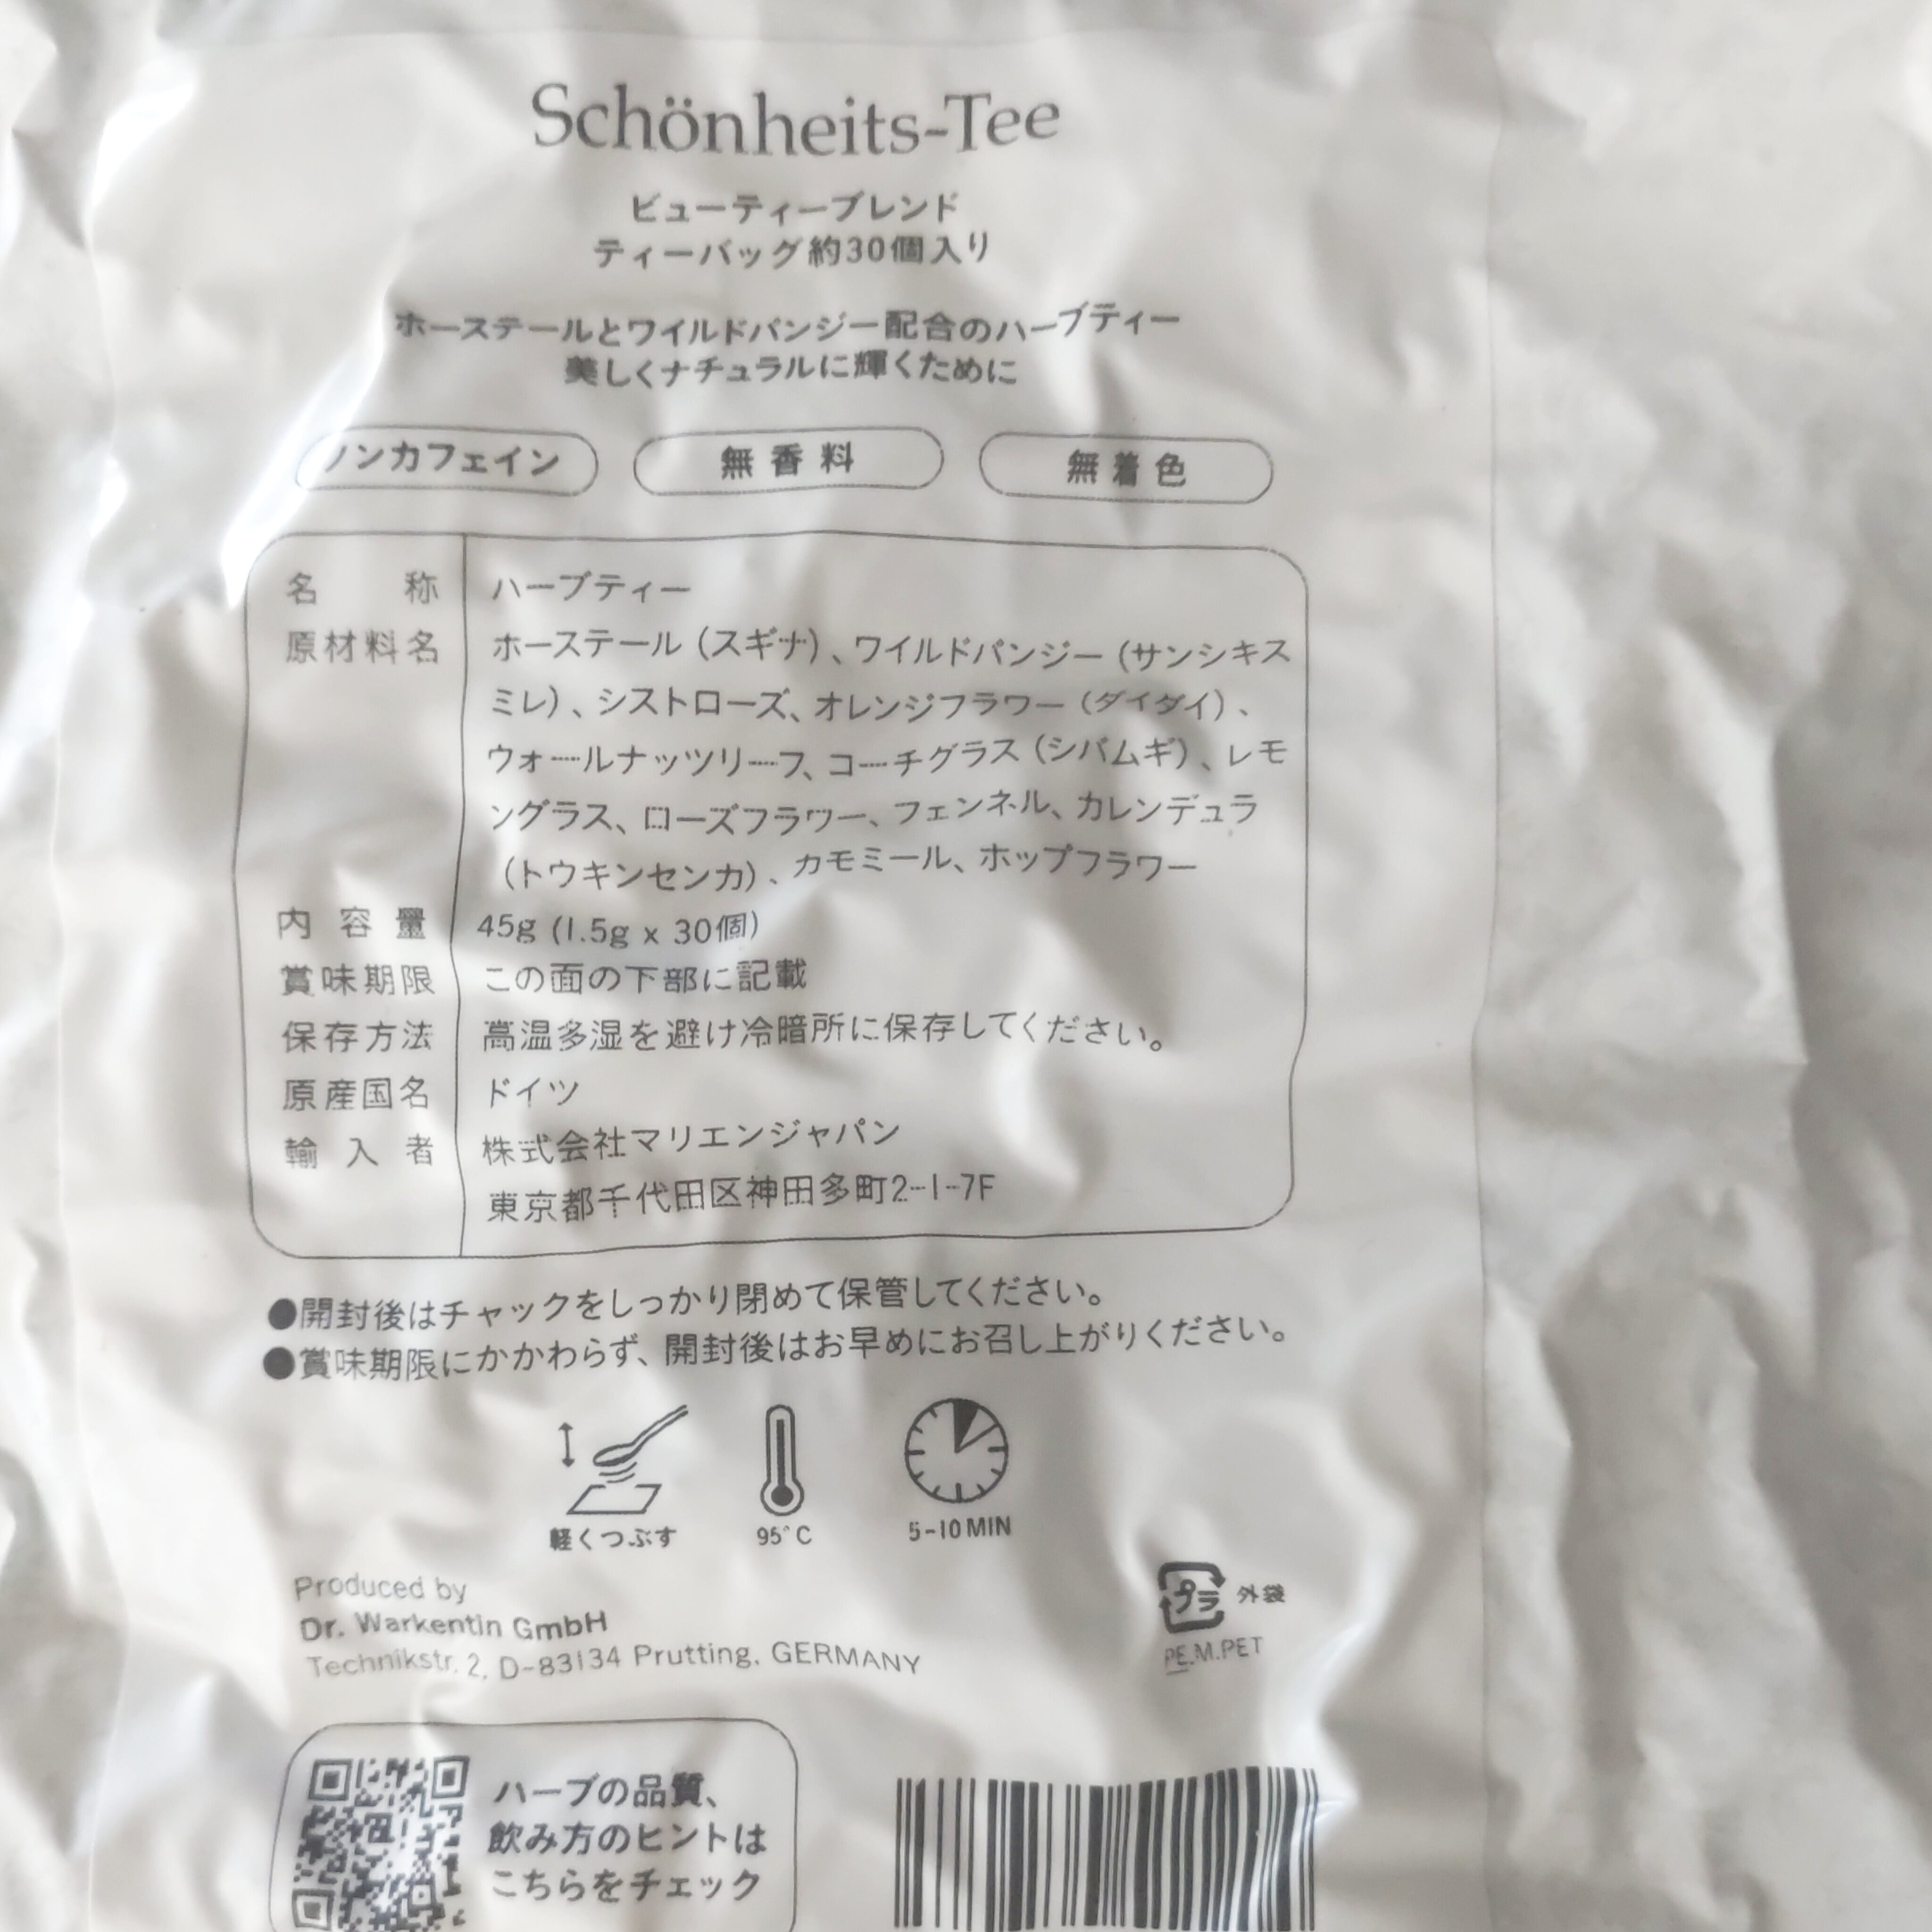 Schönheits-Tee
ビューティーブレンド
ティーバッグ約30個入り
ホーステールとワイルドパンジー配合のハーブティー
美しくナチュラルに輝くために
ノンカフェイン
無香料
無着色
名称 ハーブティー
原材料名 ホーステール（スギナ）、ワイルドパンジー（サンシキス
ミレ）、シストローズ、オレンジフラワー（ダイダイ）、
ウォールナッツリーフ、コーチグラス（シバムギ）、レモ
ングラス、ローズフラワー、フェンネル、カレンデュラ
（トウキンセンカ）、カモミール、ホップフラワー
内容量 45g (1.5g x 30個)
賞味期限 この面の下部に記載
保存方法 高温多湿を避け冷暗所に保存してください。
原産国名 ドイツ
輸入者 株式会社マリエンジャパン
東京都千代田区神田多町2-1-7F
●開封後はチャックをしっかり閉めて保管してください。
●賞味期限にかかわらず、開封後はお早めにお召し上がりください。
軽くつぶす
95°C
5-10MIN
Produced by
Dr. Warkentin GmbH
Technikstr. 2, D-83134 Prutting, GERMANY
プラ 外袋
PE.M.PET
ハーブの品質、
飲み方のヒントは
こちらをチェック